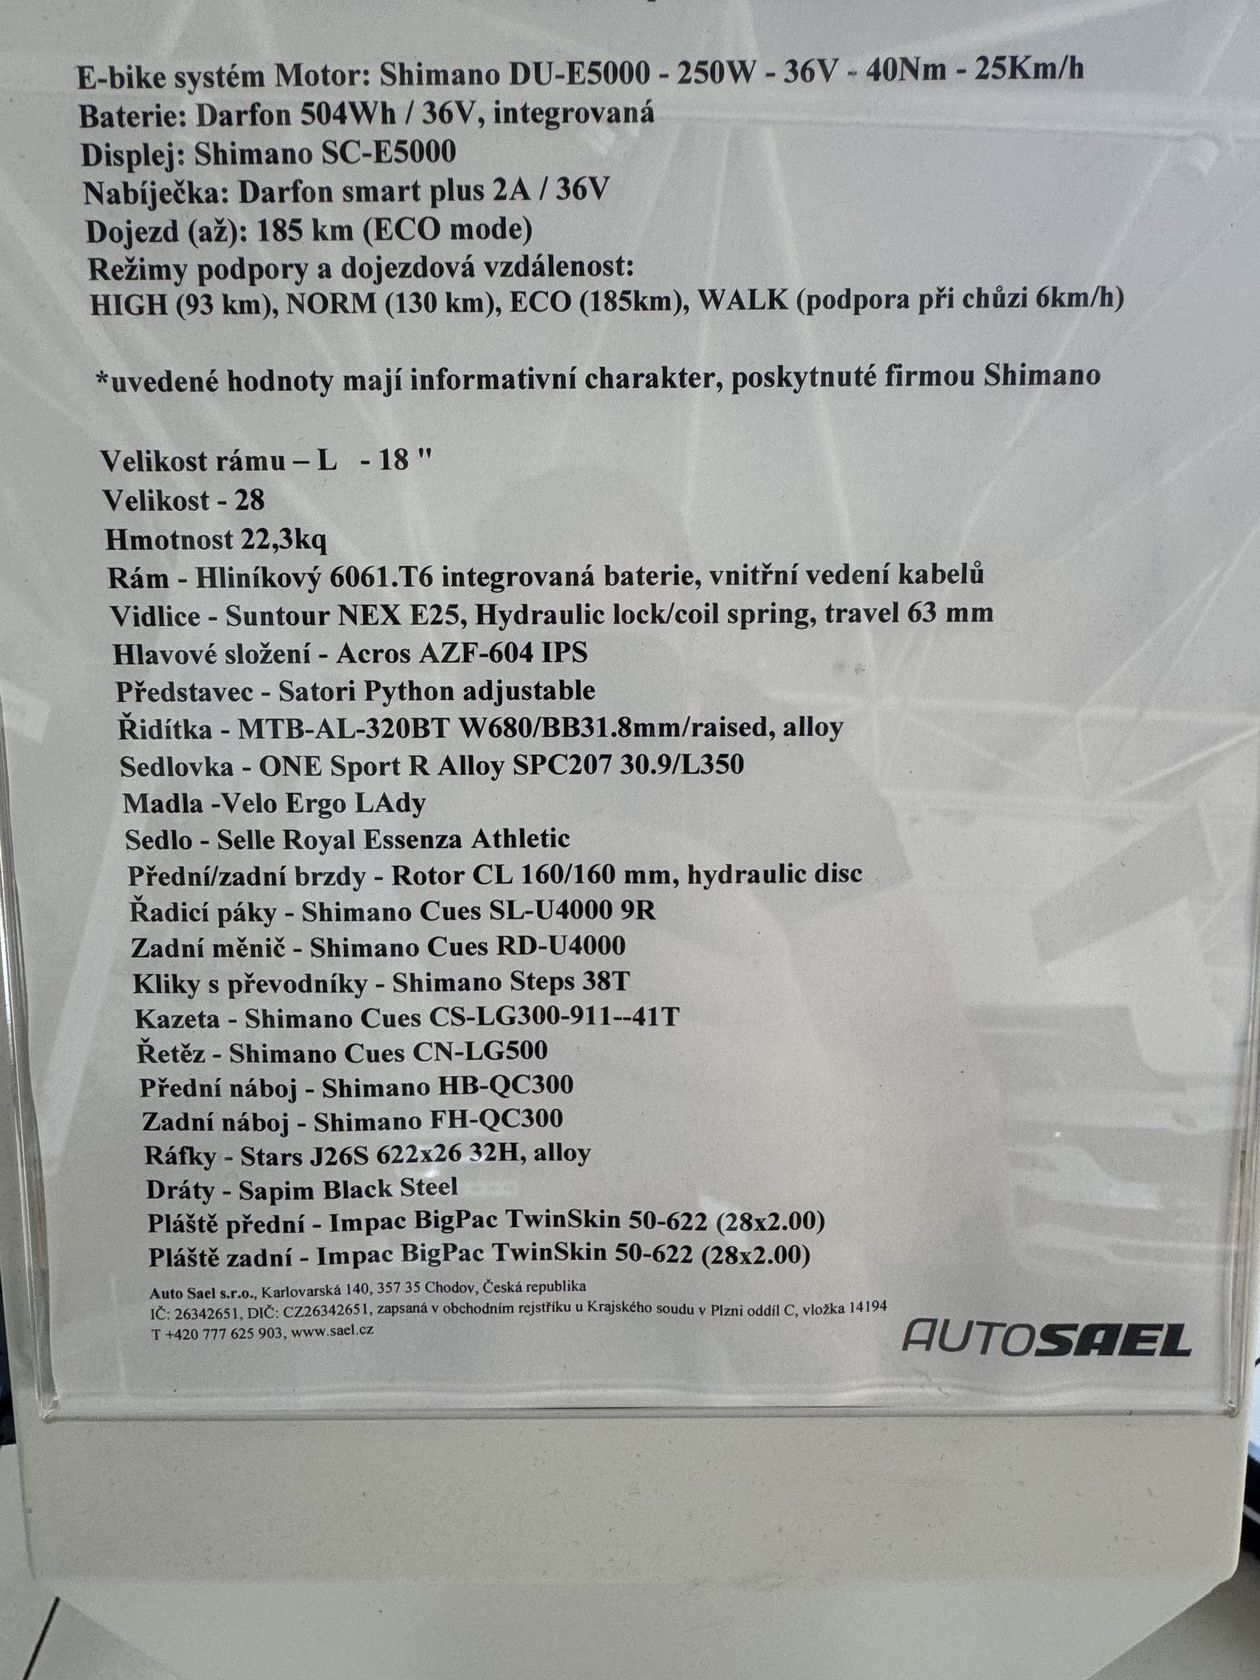 E-bike systém Motor: Shimano DU-E5000 - 250W - 36V - 40Nm - 25Km/h
Baterie: Darfon 504Wh / 36V, integrovaná
Displej: Shimano SC-E5000
Nabíječka: Darfon smart plus 2A / 36V
Dojezd (až): 185 km (ECO mode)
Režimy podpory a dojezdová vzdálenost:
HIGH (93 km), NORM (130 km), ECO (185km), WALK (podpora při chůzi 6km/h)
*uvedené hodnoty mají informativní charakter, poskytnuté firmou Shimano
Velikost rámu – L - 18 "
Velikost - 28
Hmotnost 22,3kq
Rám - Hliníkový 6061.T6 integrovaná baterie, vnitřní vedení kabelů
Vidlice - Suntour NEX E25, Hydraulic lock/coil spring, travel 63 mm
Hlavové složení - Acros AZF-604 IPS
Představec - Satori Python adjustable
Řidítka - MTB-AL-320BT W680/BB31.8mm/raised, alloy
Sedlovka - ONE Sport R Alloy SPC207 30.9/L350
Madla -Velo Ergo LAdy
Sedlo - Selle Royal Essenza Athletic
Přední/zadní brzdy - Rotor CL 160/160 mm, hydraulic disc
Řadicí páky - Shimano Cues SL-U4000 9R
Zadní měnič - Shimano Cues RD-U4000
Kliky s převodníky - Shimano Steps 38T
Kazeta - Shimano Cues CS-LG300-911--41T
Řetěz - Shimano Cues CN-LG500
Přední náboj - Shimano HB-QC300
Zadní náboj - Shimano FH-QC300
Ráfky - Stars J26S 622x26 32H, alloy
Dráty - Sapim Black Steel
Pláště přední - Impac BigPac TwinSkin 50-622 (28x2.00)
Pláště zadní - Impac BigPac TwinSkin 50-622 (28x2.00)
Auto Sael s.r.o., Karlovarská 140, 357 35 Chodov, Česká republika
IČ: 26342651, DIČ: CZ26342651, zapsaná v obchodním rejstříku u Krajského soudu v Plzni oddíl C, vložka 14194
T +420 777 625 903, www.sael.cz
AUTOSAEL